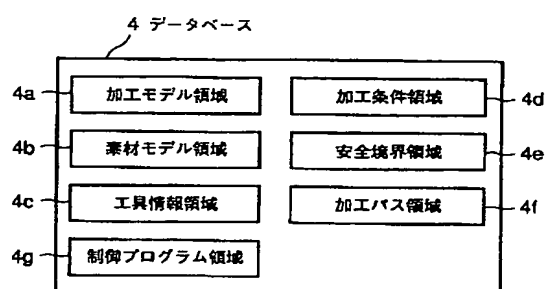 4 データベース
4a 加工モデル領域 加工条件領域 4d
4b 素材モデル領域 安全境界領域 4e
4c 工具情報領域 加工パス領域 4f
4g 制御プログラム領域